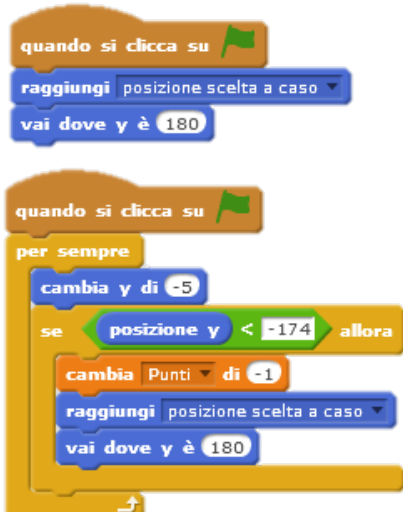 quando si clicca su
raggiungi posizione scelta a caso
vai dove y è 180
quando si clicca su
per sempre
cambia y di -5
se posizione y < -174 allora
cambia Punti di -1
raggiungi posizione scelta a caso
vai dove y è 180